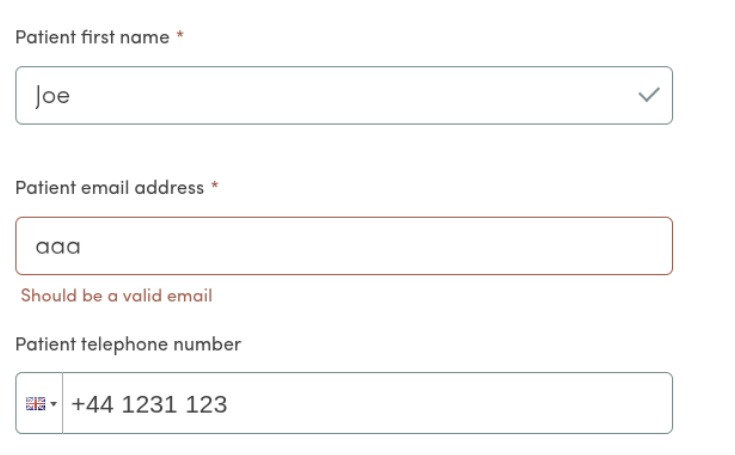 Patient first name *
Joe
Patient email address *
aaa
Should be a valid email
Patient telephone number
+44 1231 123